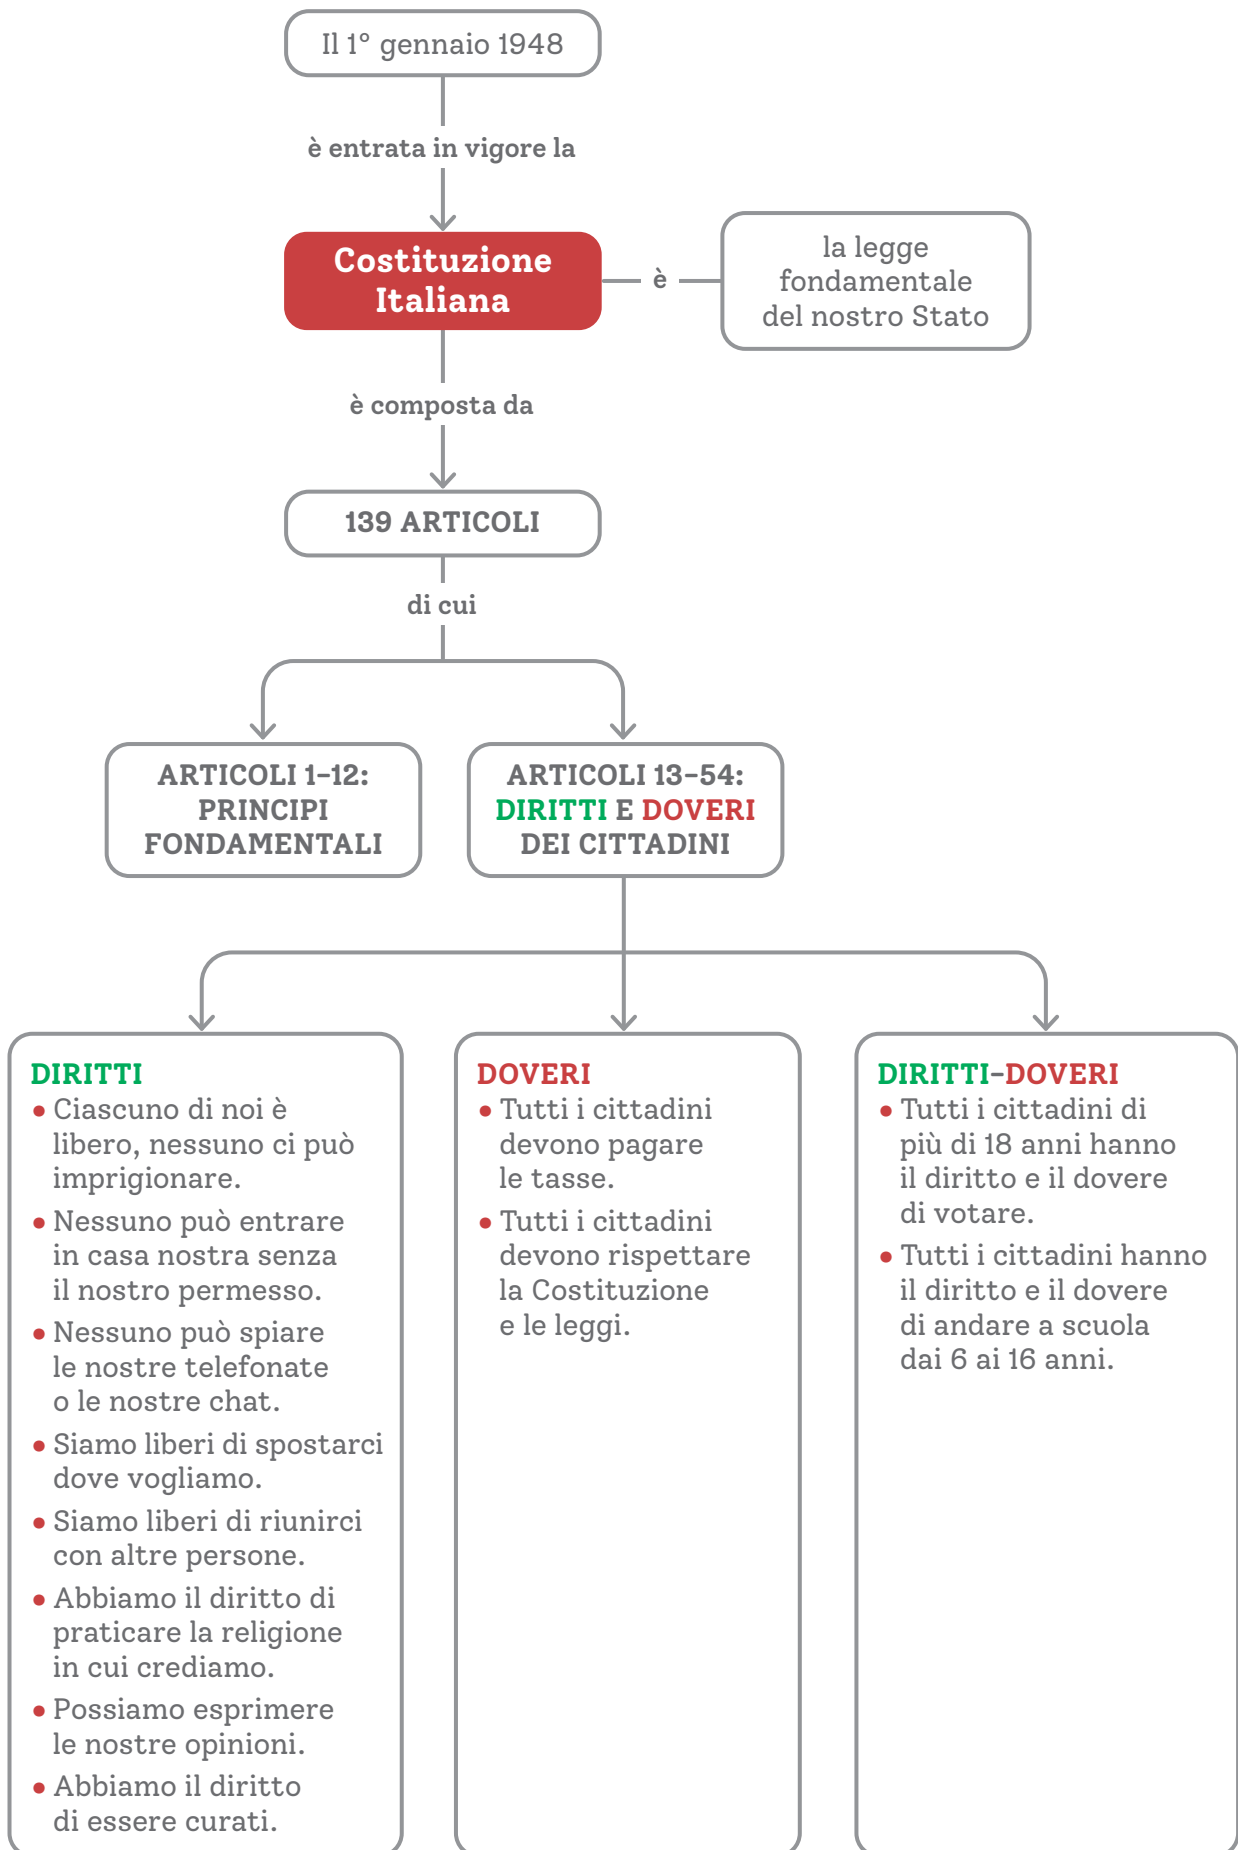 Il 1° gennaio 1948
è entrata in vigore la
Costituzione
Italiana
è
la legge
fondamentale
del nostro Stato
è composta da
139 ARTICOLI
di cui
ARTICOLI 1–12:
PRINCIPI
FONDAMENTALI
ARTICOLI 13–54:
DIRITTI E DOVERI
DEI CITTADINI
DIRITTI
• Ciascuno di noi è
libero, nessuno ci può
imprigionare.
• Nessuno può entrare
in casa nostra senza
il nostro permesso.
• Nessuno può spiare
le nostre telefonate
o le nostre chat.
• Siamo liberi di spostarci
dove vogliamo.
• Siamo liberi di riunirci
con altre persone.
• Abbiamo il diritto di
praticare la religione
in cui crediamo.
• Possiamo esprimere
le nostre opinioni.
• Abbiamo il diritto
di essere curati.
DOVERI
• Tutti i cittadini
devono pagare
le tasse.
• Tutti i cittadini
devono rispettare
la Costituzione
e le leggi.
DIRITTI–DOVERI
• Tutti i cittadini di
più di 18 anni hanno
il diritto e il dovere
di votare.
• Tutti i cittadini hanno
il diritto e il dovere
di andare a scuola
dai 6 ai 16 anni.